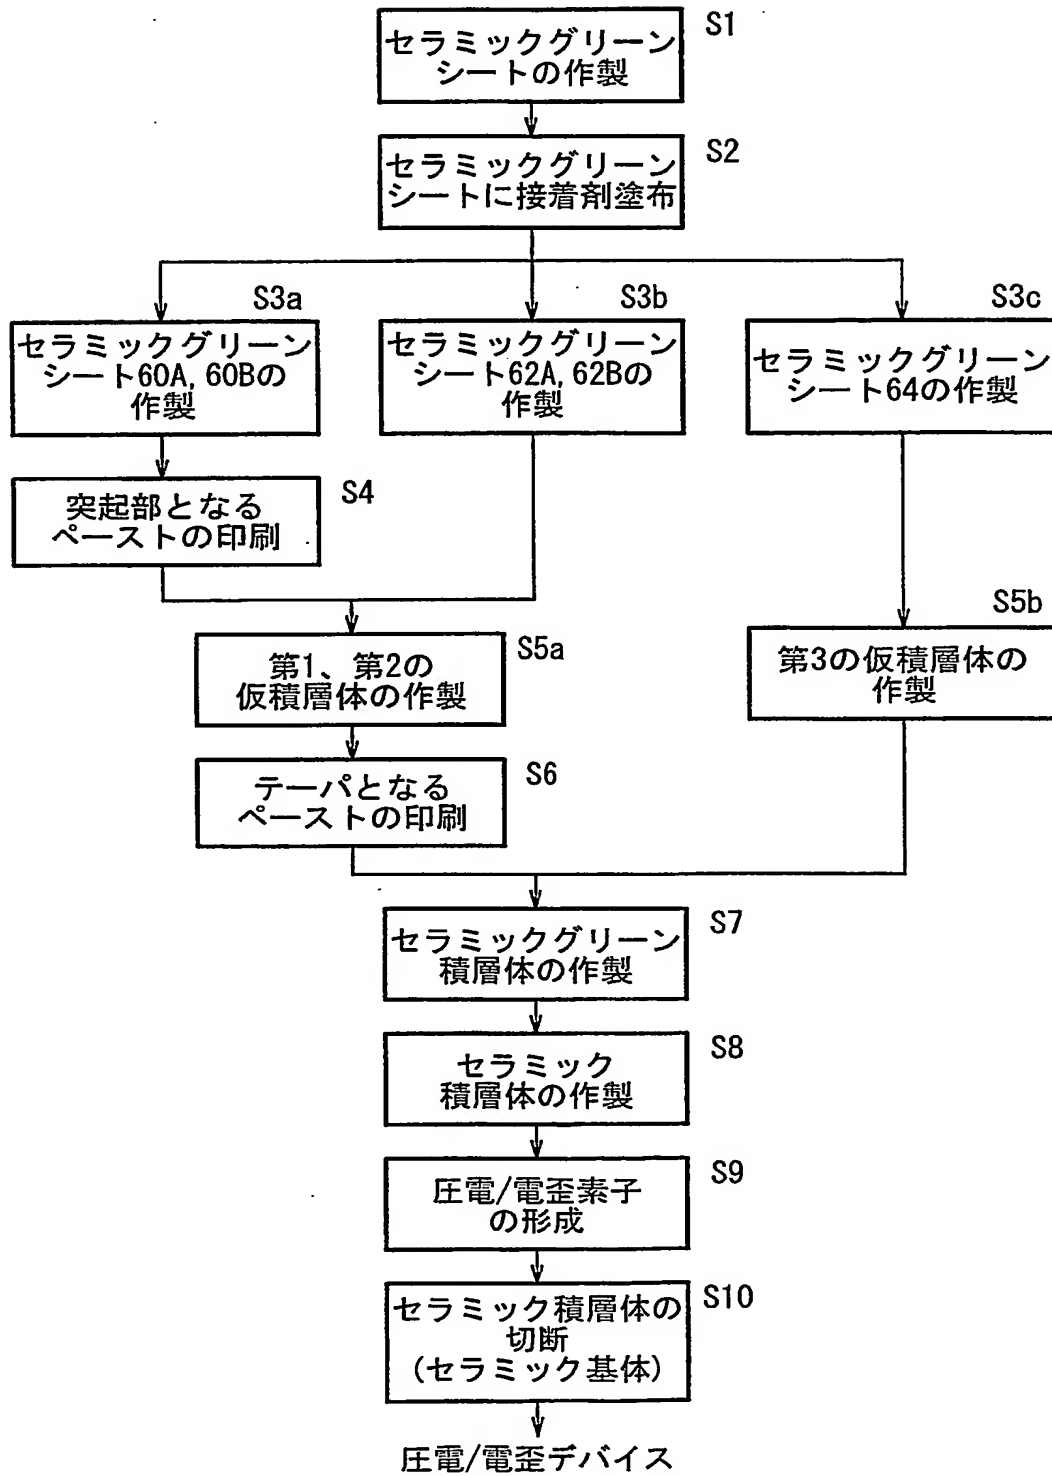 S1
セラミックグリーン
シートの作製
S2
セラミックグリーン
シートに接着剤塗布
S3a
セラミックグリーン
シート60A, 60Bの
作製
S3b
セラミックグリーン
シート62A, 62Bの
作製
S3c
セラミックグリーン
シート64の作製
S4
突起部となる
ペーストの印刷
S5a
第1、第2の
仮積層体の作製
S5b
第3の仮積層体の
作製
S6
テーパとなる
ペーストの印刷
S7
セラミックグリーン
積層体の作製
S8
セラミック
積層体の作製
S9
圧電/電歪素子
の形成
S10
セラミック積層体の
切断
(セラミック基体)
圧電/電歪デバイス